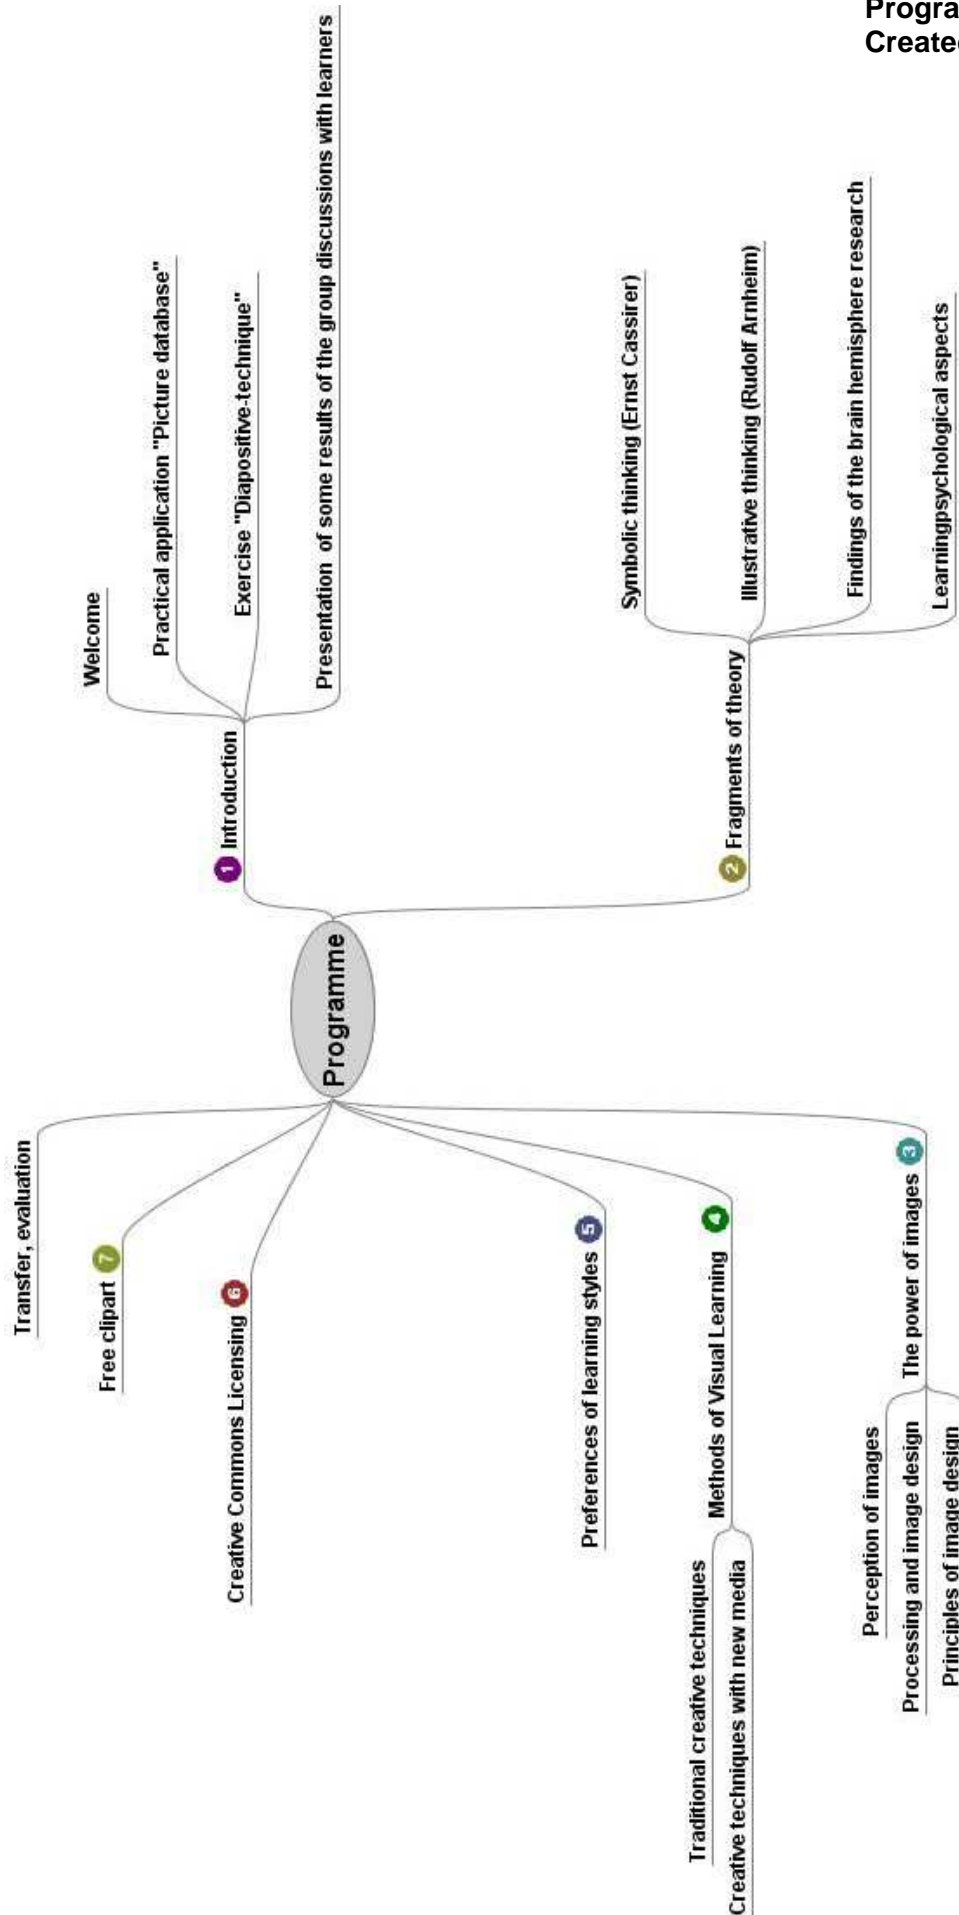 Programme
1 Introduction
Welcome
Practical application "Picture database"
Exercise "Diapositive-technique"
Presentation of some results of the group discussions with learners
2 Fragments of theory
Symbolic thinking (Ernst Cassirer)
Illustrative thinking (Rudolf Arnheim)
Findings of the brain hemisphere research
Learningpsychological aspects
The power of images 3
Perception of images
Processing and image design
Principles of image design
Methods of Visual Learning 4
Traditional creative techniques
Creative techniques with new media
Preferences of learning styles 5
Creative Commons Licensing 6
Free clipart 7
Transfer, evaluation